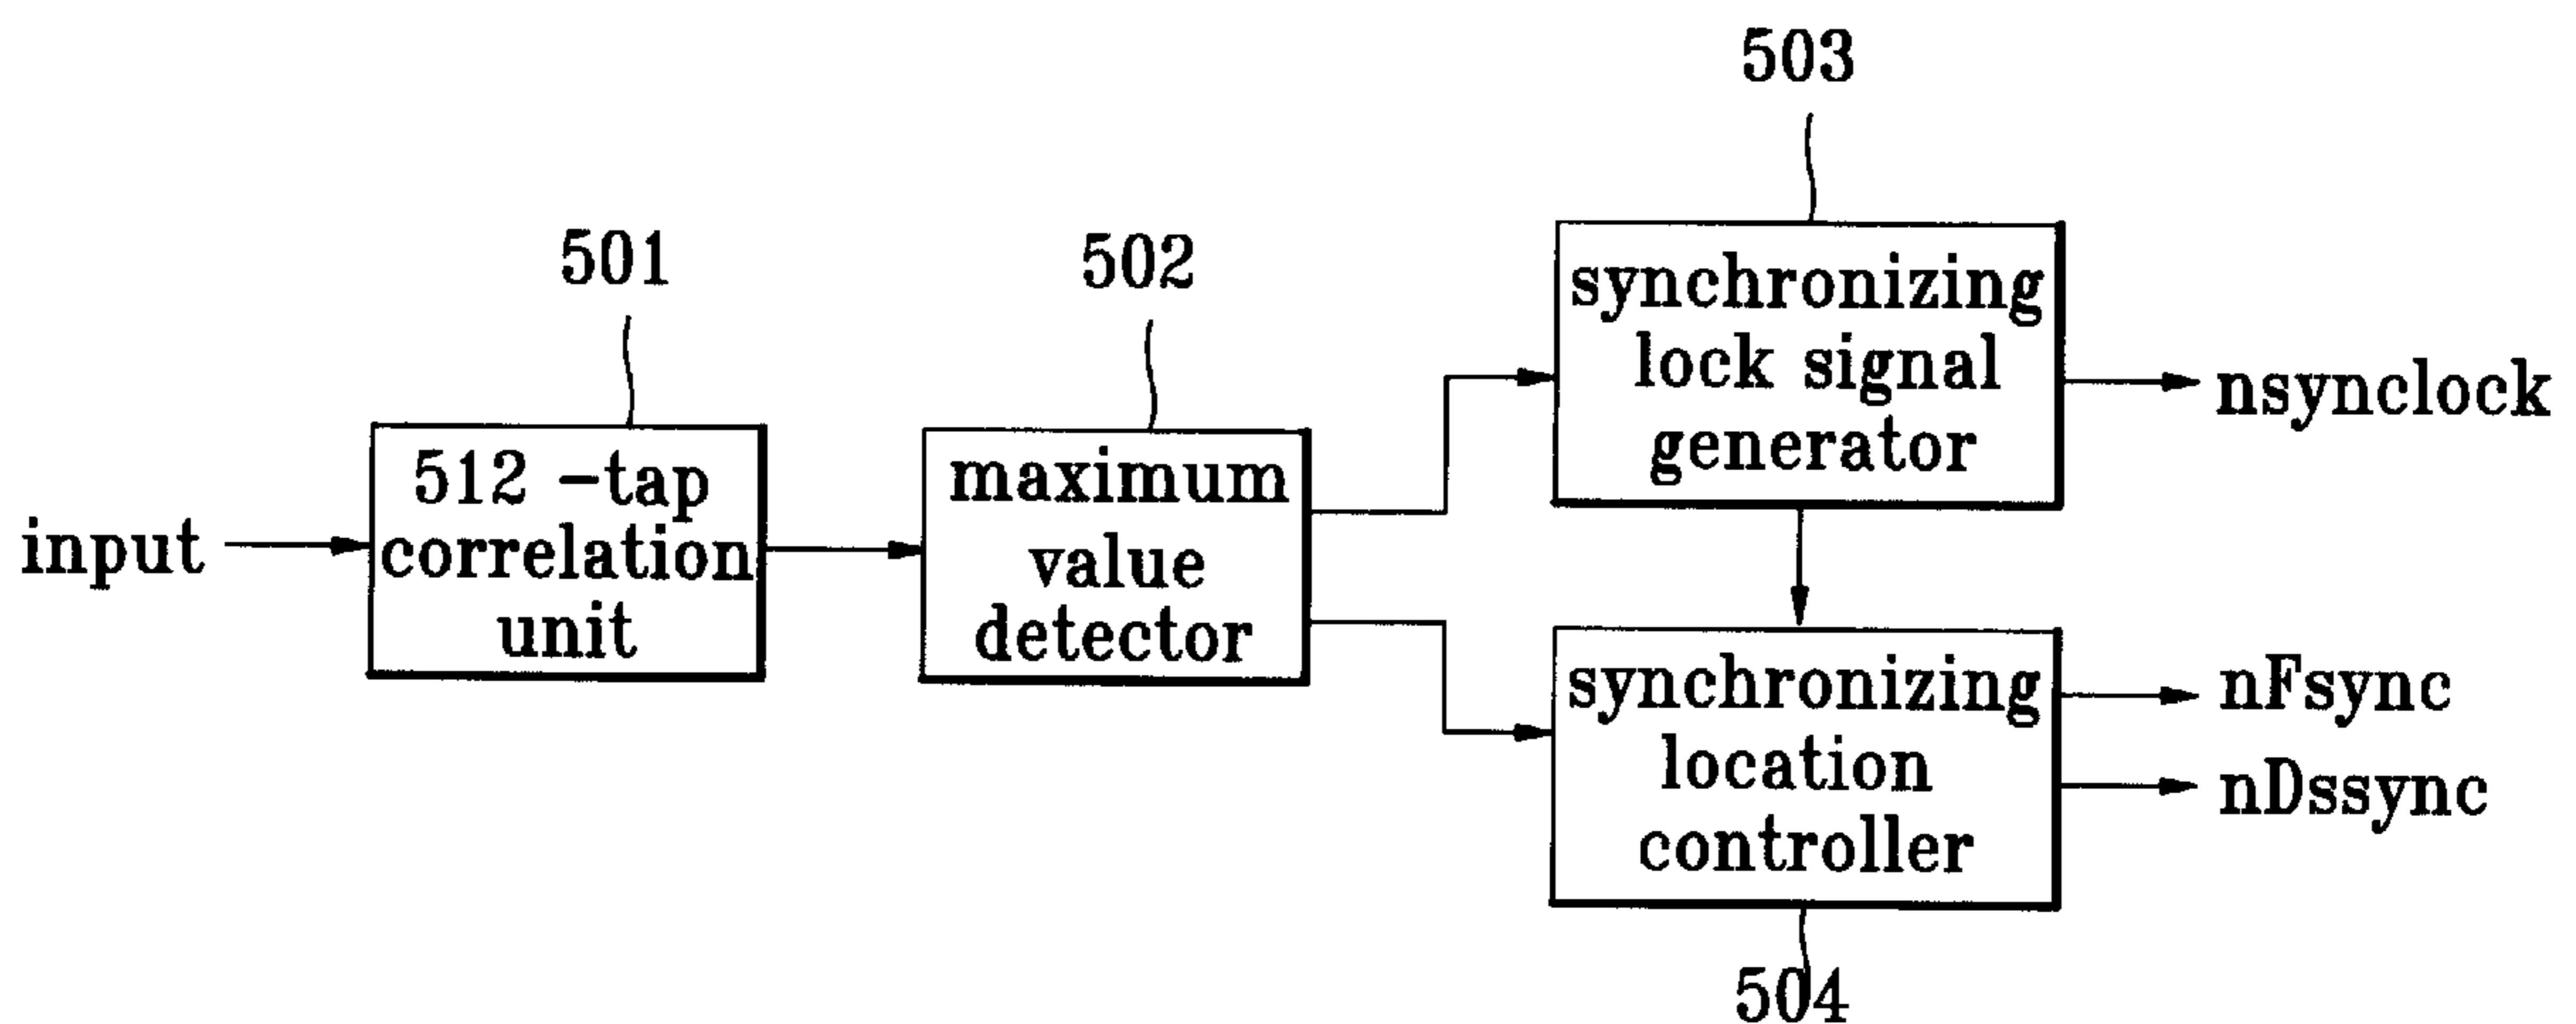 503
501
502
synchronizing
lock signal
generator
nsynclock
input
512 -tap
correlation
unit
maximum
value
detector
synchronizing
location
controller
nFsync
nDssync
504